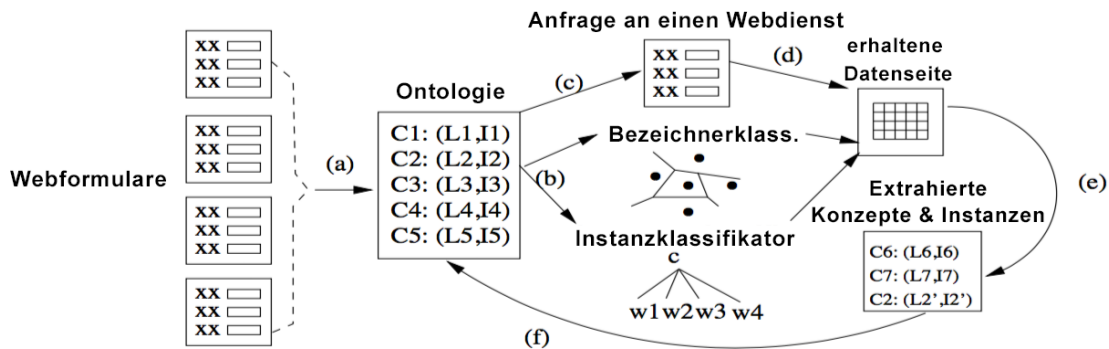 Webformulare
XX
XX
XX
XX
XX
XX
XX
XX
XX
XX
XX
XX
(a)
Ontologie
C1: (L1,I1)
C2: (L2,I2)
C3: (L3,I3)
C4: (L4,I4)
C5: (L5,I5)
(c)
Anfrage an einen Webdienst
XX
XX
XX
(d)
erhaltene
Datenseite
(b)
Bezeichnerklass.
Instanzklassifikator
c
w1 w2 w3 w4
(e)
Extrahierte
Konzepte & Instanzen
C6: (L6,I6)
C7: (L7,I7)
C2: (L2’,I2’)
(f)